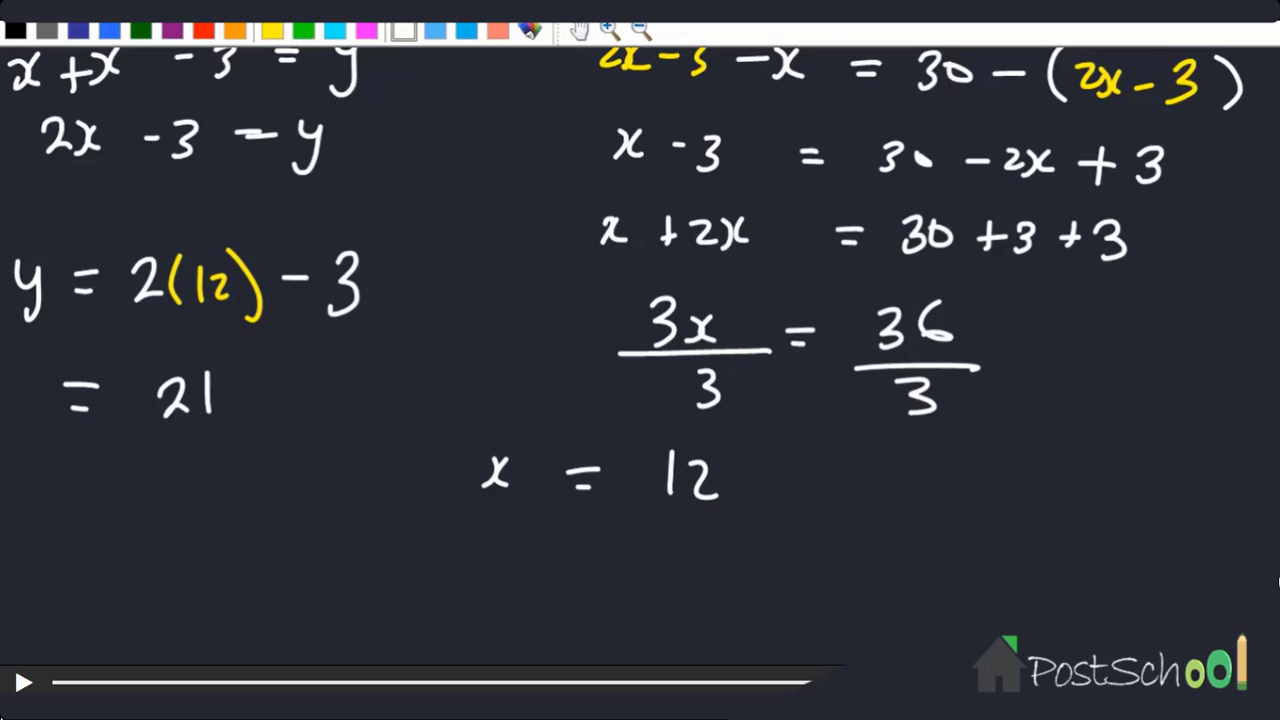 x + x - 3 = y
2x - 3 = y
y = 2(12) - 3
= 21
2x - 3 - x = 30 - (2x - 3)
x - 3 = 30 - 2x + 3
x + 2x = 30 + 3 + 3
3x = 36
3 3
x = 12
PostSchool